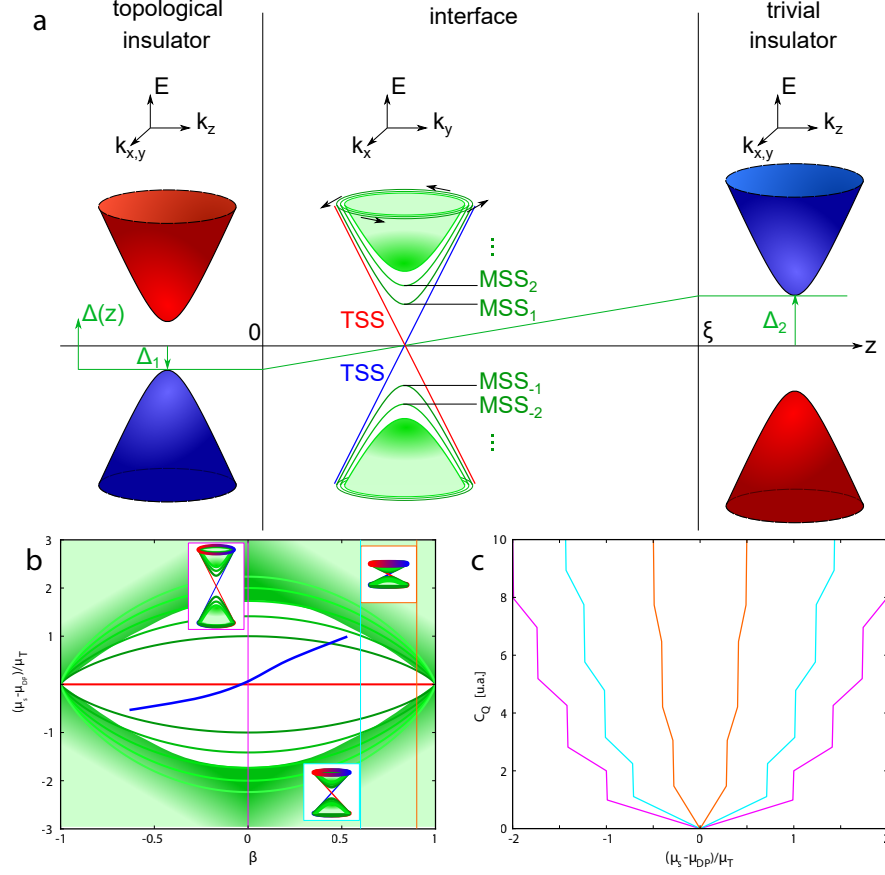 a
topological
insulator
interface
trivial
insulator
E
k_z
k_x,y
E
k_y
k_x
E
k_z
k_x,y
Δ(z)
Δ_1
0
TSS
TSS
MSS_2
MSS_1
MSS_-1
MSS_-2
ξ
Δ_2
z
b
(μ_s-μ_DP)/μ_T
3
2
1
0
-1
-2
-3
-1
-0.5
0
0.5
1
β
c
C_Q [u.a.]
10
8
6
4
2
0
-2
-1
0
1
2
(μ_s-μ_DP)/μ_T